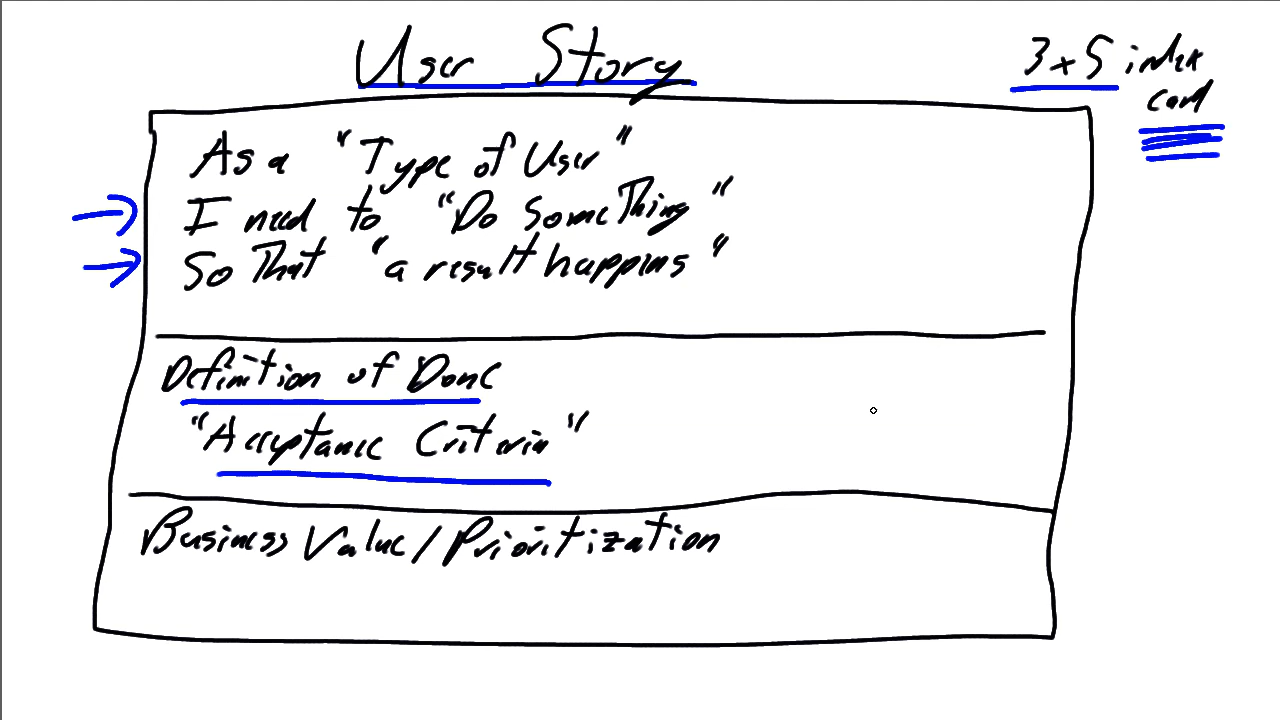 User Story
3x5 index
card
As a "Type of User"
I need to "Do Something"
So That "a result happens"
Definition of Done
"Acceptance Criteria"
Business Value/Prioritization